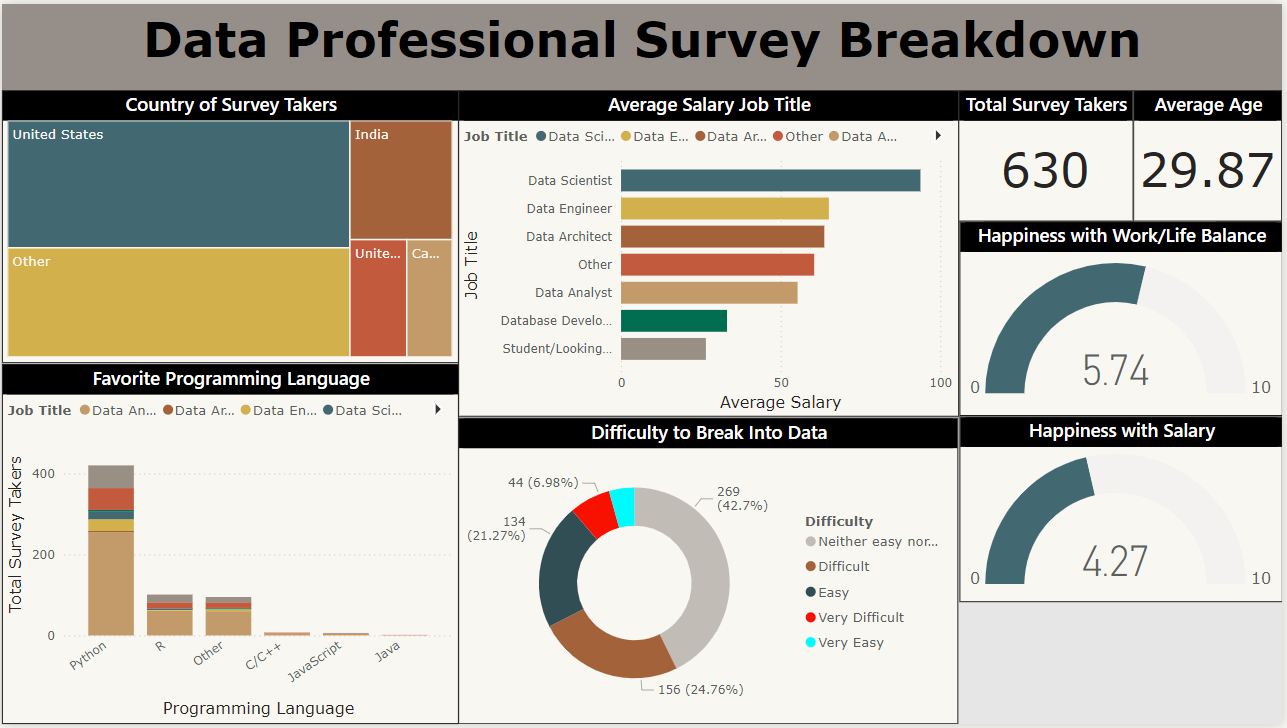 Data Professional Survey Breakdown
Country of Survey Takers
United States
India
Other
Unite...
Ca...
Average Salary Job Title
Job Title Data Sci... Data E... Data Ar... Other Data A...
Job Title
Data Scientist
Data Engineer
Data Architect
Other
Data Analyst
Database Develo...
Student/Looking...
0 50 100
Average Salary
Total Survey Takers
630
Average Age
29.87
Happiness with Work/Life Balance
5.74
0 10
Happiness with Salary
4.27
0 10
Favorite Programming Language
Job Title Data An... Data Ar... Data En... Data Sci...
Total Survey Takers
400
200
0
Python R Other C/C++ JavaScript Java
Programming Language
Difficulty to Break Into Data
44 (6.98%)
269
(42.7%)
134
(21.27%)
156 (24.76%)
Difficulty
Neither easy nor...
Difficult
Easy
Very Difficult
Very Easy